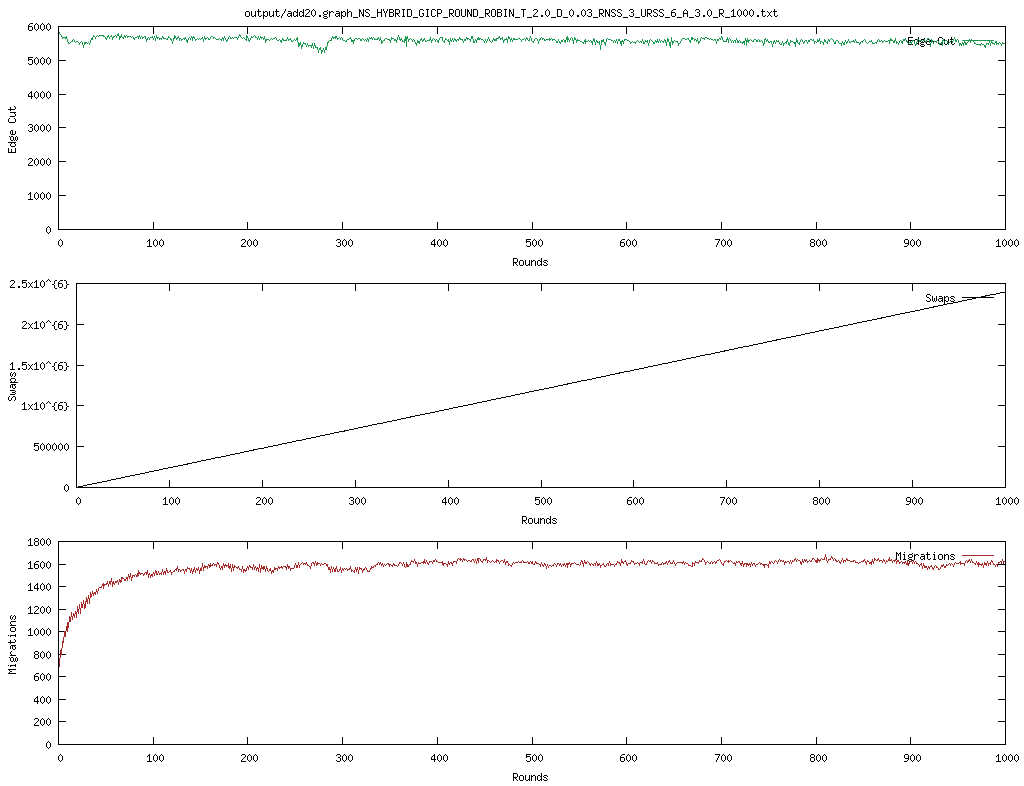 output/add20.graph_NS_HYBRID_GICP_ROUND_ROBIN_T_2.0_D_0.03_RNSS_3_URSS_6_A_3.0_R_1000.txt
6000
5000
4000
3000
2000
1000
0
Edge Cut
Edge Cut
0 100 200 300 400 500 600 700 800 900 1000
Rounds
2.5x10^{6}
2x10^{6}
1.5x10^{6}
1x10^{6}
500000
0
Swaps
Swaps
0 100 200 300 400 500 600 700 800 900 1000
Rounds
1800
1600
1400
1200
1000
800
600
400
200
0
Migrations
Migrations
0 100 200 300 400 500 600 700 800 900 1000
Rounds